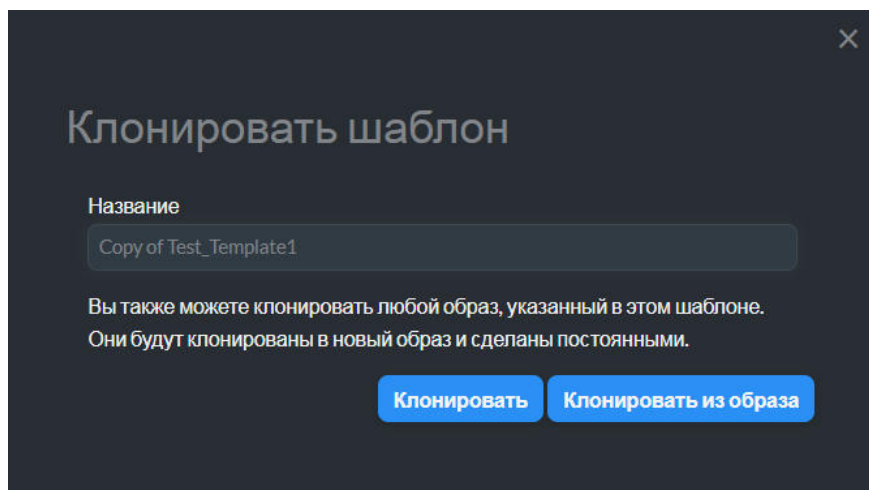 Клонировать шаблон
Название
Copy of Test_Template1
Вы также можете клонировать любой образ, указанный в этом шаблоне.
Они будут клонированы в новый образ и сделаны постоянными.
Клонировать Клонировать из образа